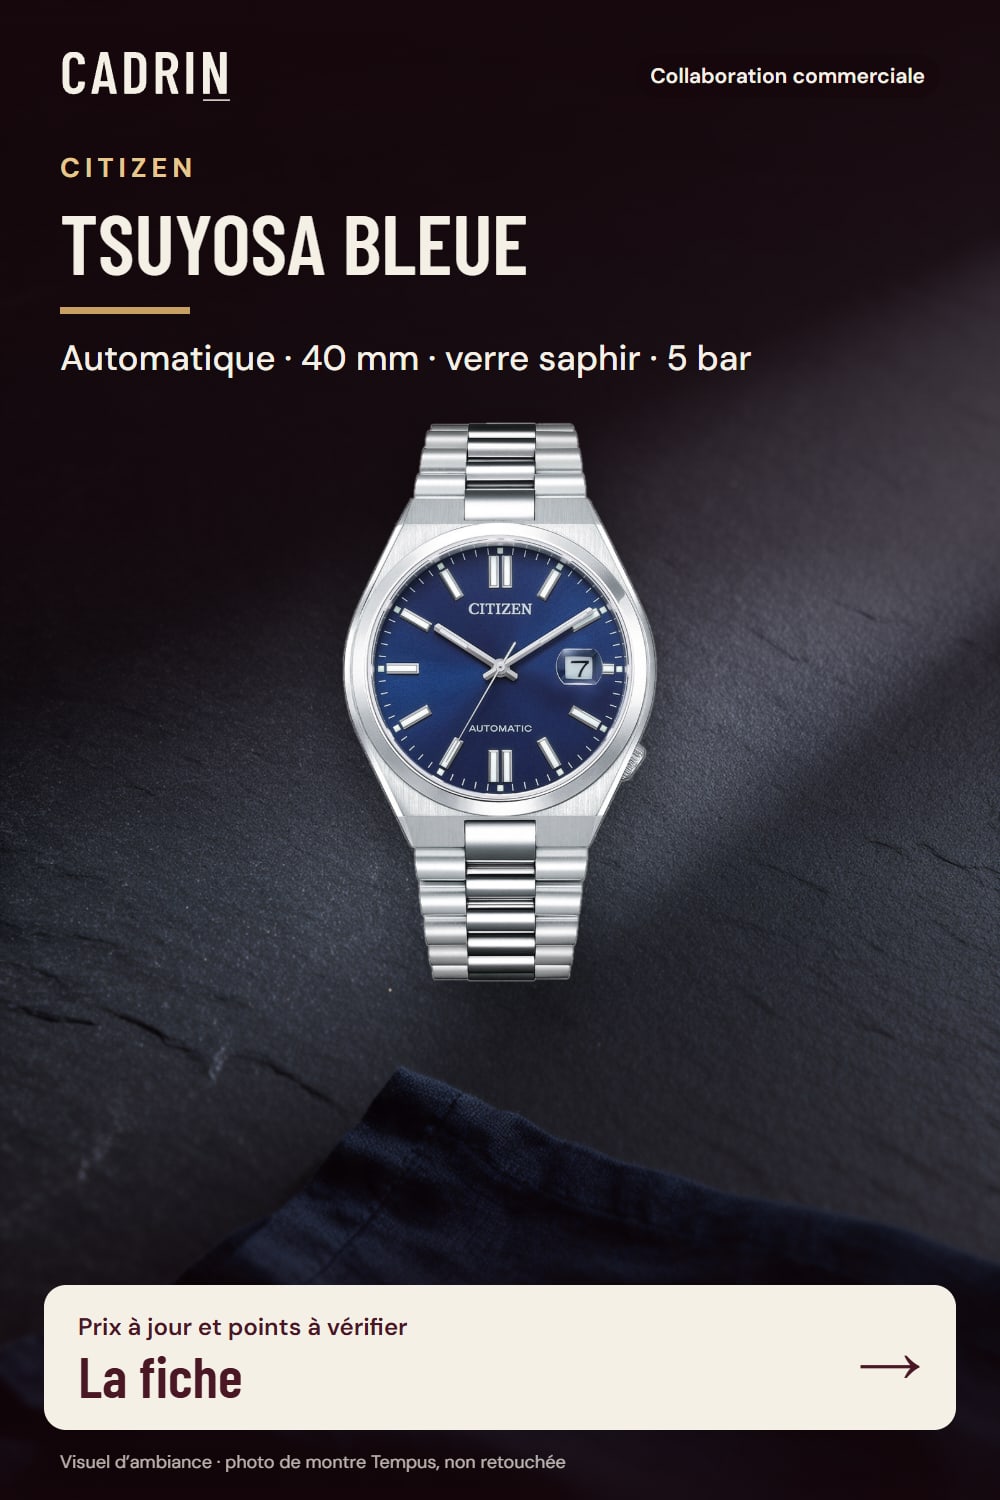 CADRIN
Collaboration commerciale
CITIZEN
TSUYOSA BLEUE
Automatique · 40 mm · verre saphir · 5 bar
CITIZEN
7
AUTOMATIC
Prix à jour et points à vérifier
La fiche
→
Visuel d’ambiance · photo de montre Tempus, non retouchée